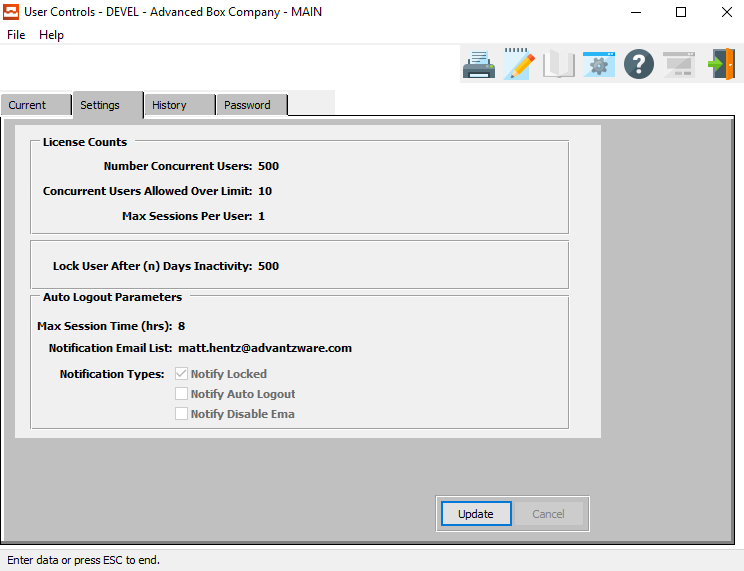 User Controls - DEVEL - Advanced Box Company - MAIN
File Help
?
Current Settings History Password
License Counts
Number Concurrent Users: 500
Concurrent Users Allowed Over Limit: 10
Max Sessions Per User: 1
Lock User After (n) Days Inactivity: 500
Auto Logout Parameters
Max Session Time (hrs): 8
Notification Email List: matt.hentz@advantzware.com
Notification Types: Notify Locked
Notify Auto Logout
Notify Disable Ema
Update Cancel
Enter data or press ESC to end.